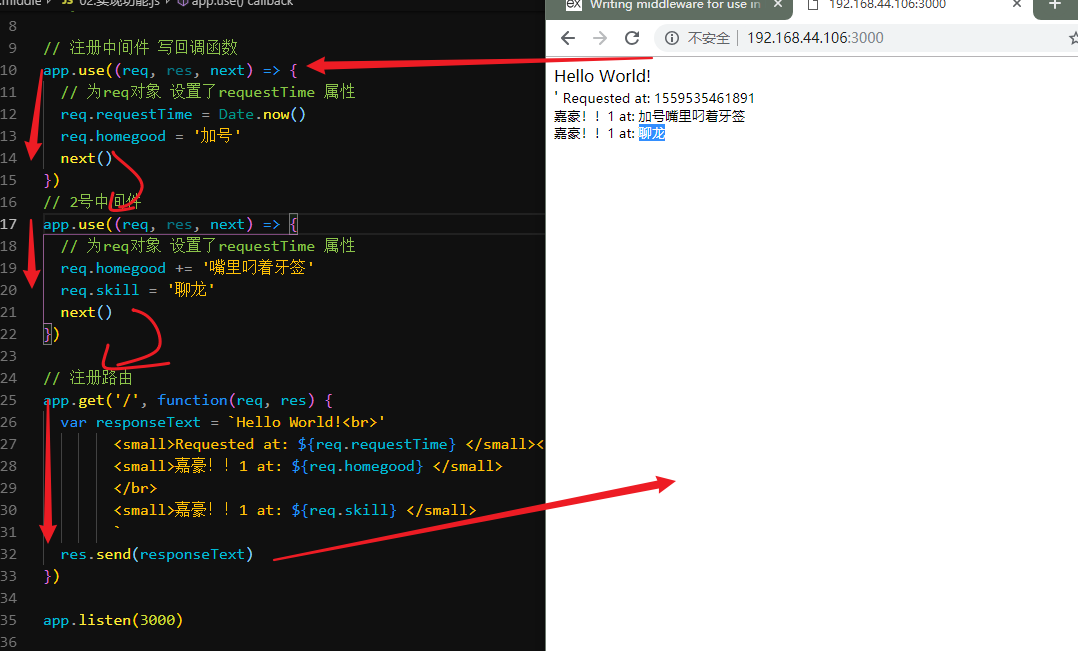 .middle › JS 02.实现功能.js › app.use() callback
8
9 // 注册中间件 写回调函数
10 app.use((req, res, next) => {
11 // 为req对象 设置了requestTime 属性
12 req.requestTime = Date.now()
13 req.homegood = '加号'
14 next()
15 })
16 // 2号中间件
17 app.use((req, res, next) => {
18 // 为req对象 设置了requestTime 属性
19 req.homegood += '嘴里叼着牙签'
20 req.skill = '聊龙'
21 next()
22 })
23
24 // 注册路由
25 app.get('/', function(req, res) {
26 var responseText = `Hello World!<br>'
27 <small>Requested at: ${req.requestTime} </small><
28 <small>嘉豪！！1 at: ${req.homegood} </small>
29 </br>
30 <small>嘉豪！！1 at: ${req.skill} </small>
31 `
32 res.send(responseText)
33 })
34
35 app.listen(3000)
36
ex Writing middleware for use in × 192.168.44.106:3000 × +
不安全 192.168.44.106:3000
Hello World!
' Requested at: 1559535461891
嘉豪！！1 at: 加号嘴里叼着牙签
嘉豪！！1 at: 聊龙